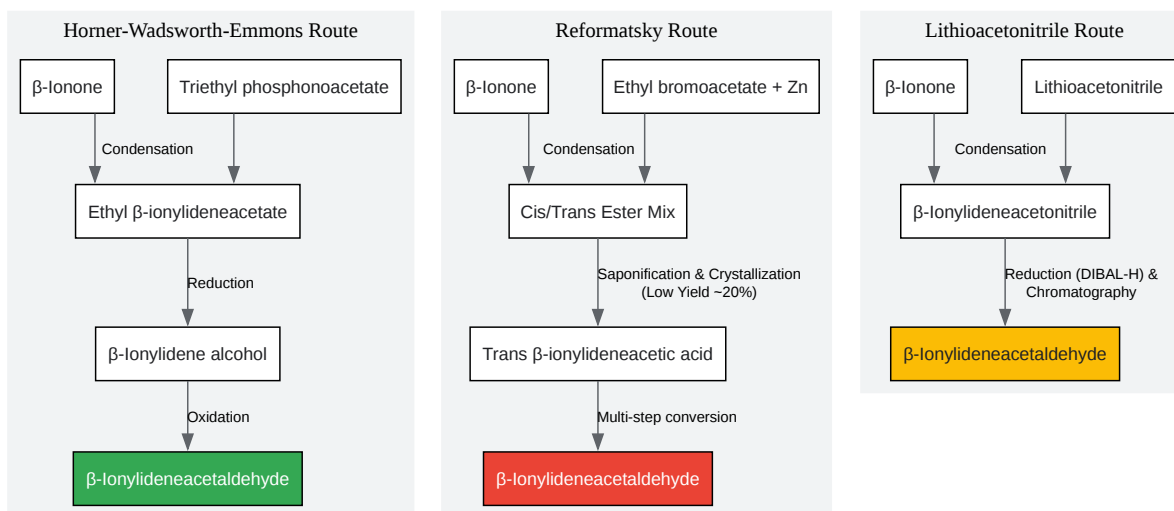 Horner-Wadsworth-Emmons Route
β-Ionone
Triethyl phosphonoacetate
Condensation
Ethyl β-ionylideneacetate
Reduction
β-Ionylidene alcohol
Oxidation
β-Ionylideneacetaldehyde
Reformatsky Route
β-Ionone
Ethyl bromoacetate + Zn
Condensation
Cis/Trans Ester Mix
Saponification & Crystallization
(Low Yield ~20%)
Trans β-ionylideneacetic acid
Multi-step conversion
β-Ionylideneacetaldehyde
Lithioacetonitrile Route
β-Ionone
Lithioacetonitrile
Condensation
β-Ionylideneacetonitrile
Reduction (DIBAL-H) &
Chromatography
β-Ionylideneacetaldehyde